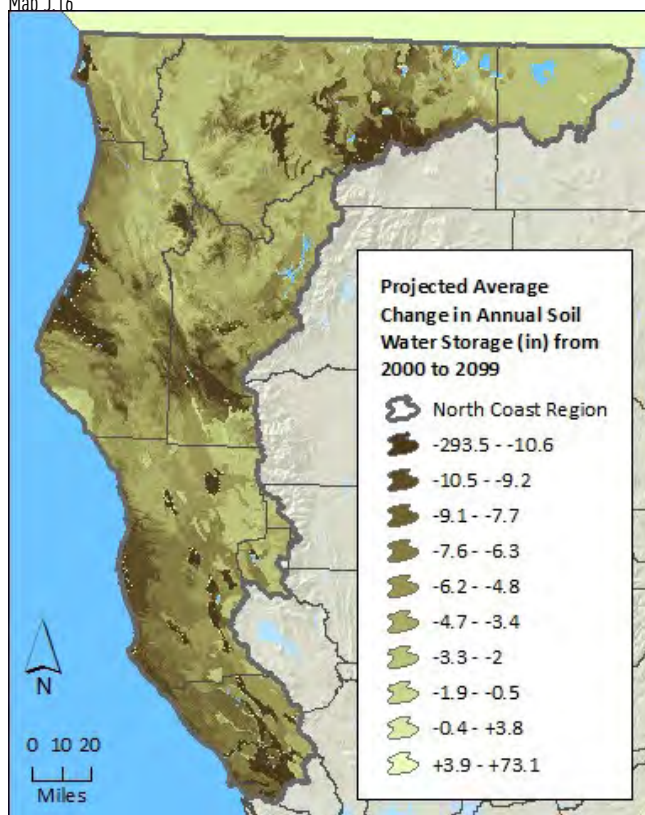 Map 3.16
Projected Average
Change in Annual Soil
Water Storage (in) from
2000 to 2099
North Coast Region
-293.5 - -10.6
-10.5 - -9.2
-9.1 - -7.7
-7.6 - -6.3
-6.2 - -4.8
-4.7 - -3.4
-3.3 - -2
-1.9 - -0.5
-0.4 - +3.8
+3.9 - +73.1
N
0 10 20
Miles